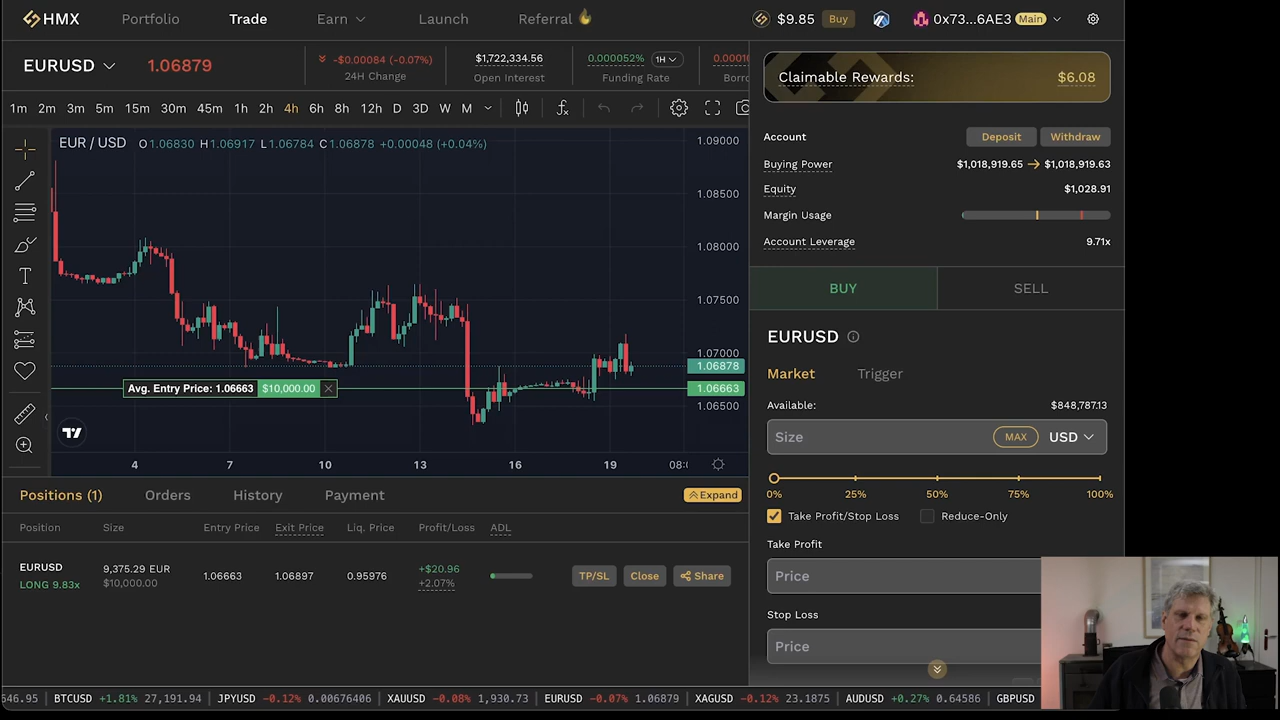 HMX Portfolio Trade Earn Launch Referral $9.85 Buy 0x73...6AE3 Main
EURUSD 1.06879
-$0.00084 (-0.07%)
24H Change
$1,722,334.56
Open Interest
0.000052% 1H
Funding Rate
1m 2m 3m 5m 15m 30m 45m 1h 2h 4h 6h 8h 12h D 3D W M
EUR / USD O1.06830 H1.06917 L1.06784 C1.06878 +0.00048 (+0.04%)
1.09000
1.08500
1.08000
1.07500
1.07000
1.06878
Avg. Entry Price: 1.06663 $10,000.00 1.06663
1.06500
4 7 10 13 16 19 08:
Positions (1) Orders History Payment Expand
Position Size Entry Price Exit Price Liq. Price Profit/Loss ADL
EURUSD 9,375.29 EUR 1.06663 1.06897 0.95976 +$20.96 TP/SL Close Share
LONG 9.83x $10,000.00 +2.07%
Claimable Rewards: $6.08
Account Deposit Withdraw
Buying Power $1,018,919.65 → $1,018,919.63
Equity $1,028.91
Margin Usage
Account Leverage 9.71x
BUY SELL
EURUSD
Market Trigger
Available: $848,787.13
Size MAX USD
0% 25% 50% 75% 100%
Take Profit/Stop Loss Reduce-Only
Take Profit
Price
Stop Loss
Price
546.95 BTCUSD +1.81% 27,191.94 JPYUSD -0.12% 0.00676406 XAUUSD -0.08% 1,930.73 EURUSD -0.07% 1.06879 XAGUSD -0.12% 23.1875 AUDUSD +0.27% 0.64586 GBPUSD